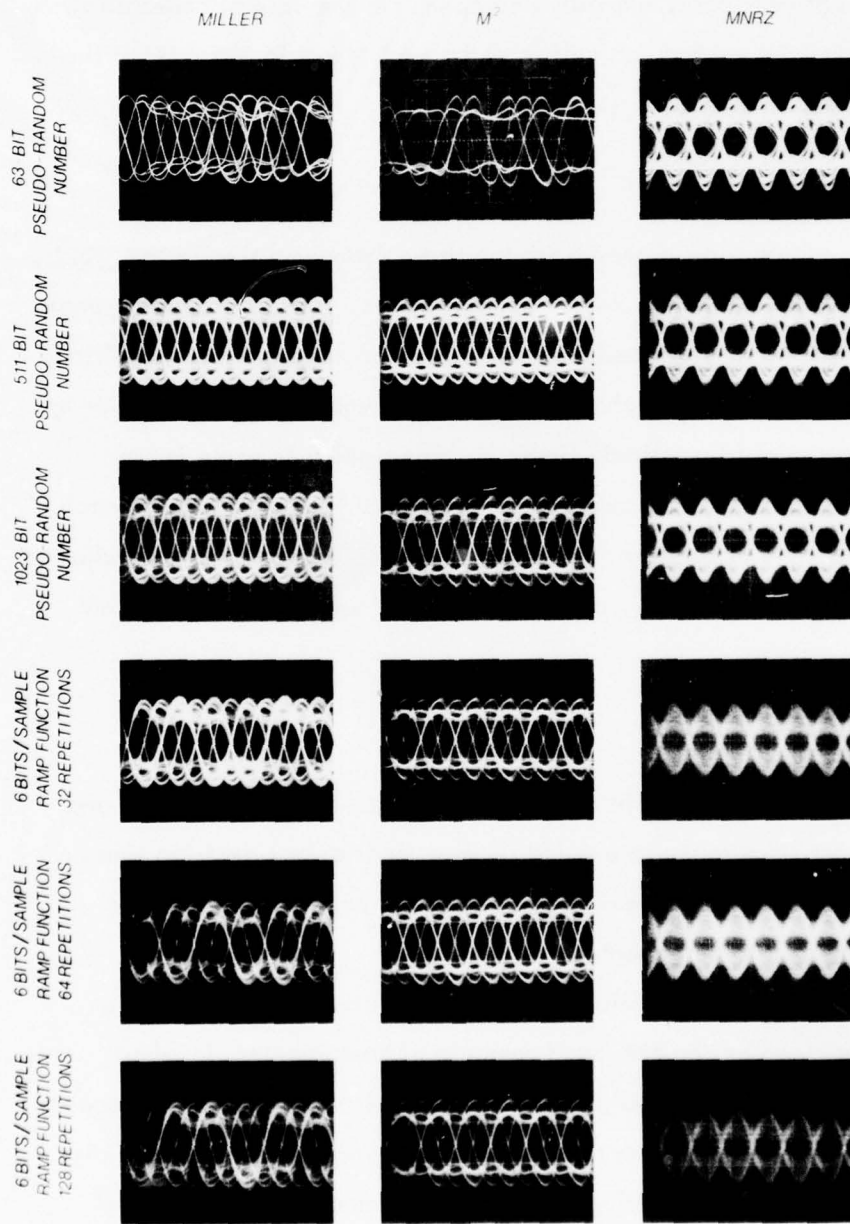 MILLER M² MNRZ
63 BIT
PSEUDO RANDOM
NUMBER
511 BIT
PSEUDO RANDOM
NUMBER
1023 BIT
PSEUDO RANDOM
NUMBER
6 BITS/SAMPLE
RAMP FUNCTION
32 REPETITIONS
6 BITS/SAMPLE
RAMP FUNCTION
64 REPETITIONS
6 BITS/SAMPLE
RAMP FUNCTION
128 REPETITIONS